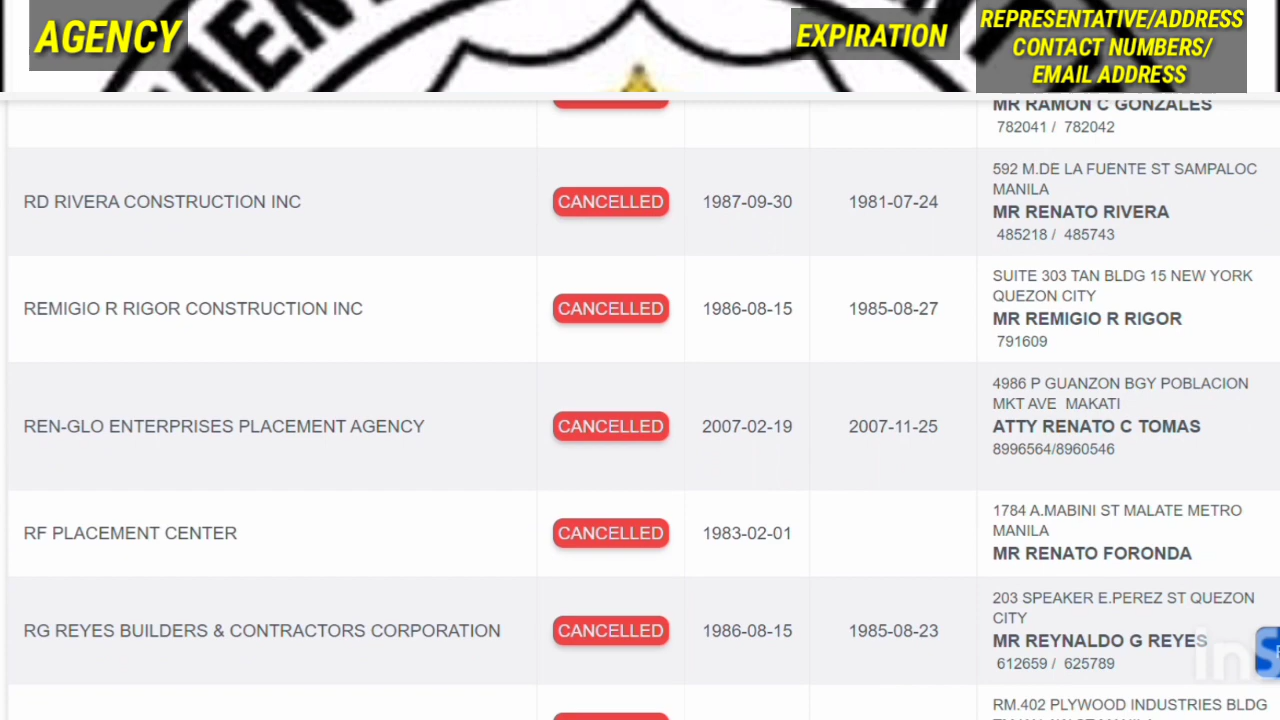 AGENCY
EXPIRATION
REPRESENTATIVE/ADDRESS
CONTACT NUMBERS/
EMAIL ADDRESS
MR RAMON C GONZALES
782041 / 782042
RD RIVERA CONSTRUCTION INC
CANCELLED
1987-09-30
1981-07-24
592 M.DE LA FUENTE ST SAMPALOC
MANILA
MR RENATO RIVERA
485218 / 485743
REMIGIO R RIGOR CONSTRUCTION INC
CANCELLED
1986-08-15
1985-08-27
SUITE 303 TAN BLDG 15 NEW YORK
QUEZON CITY
MR REMIGIO R RIGOR
791609
REN-GLO ENTERPRISES PLACEMENT AGENCY
CANCELLED
2007-02-19
2007-11-25
4986 P GUANZON BGY POBLACION
MKT AVE MAKATI
ATTY RENATO C TOMAS
8996564/8960546
RF PLACEMENT CENTER
CANCELLED
1983-02-01
1784 A.MABINI ST MALATE METRO
MANILA
MR RENATO FORONDA
RG REYES BUILDERS & CONTRACTORS CORPORATION
CANCELLED
1986-08-15
1985-08-23
203 SPEAKER E.PEREZ ST QUEZON
CITY
MR REYNALDO G REYES
612659 / 625789
RM.402 PLYWOOD INDUSTRIES BLDG